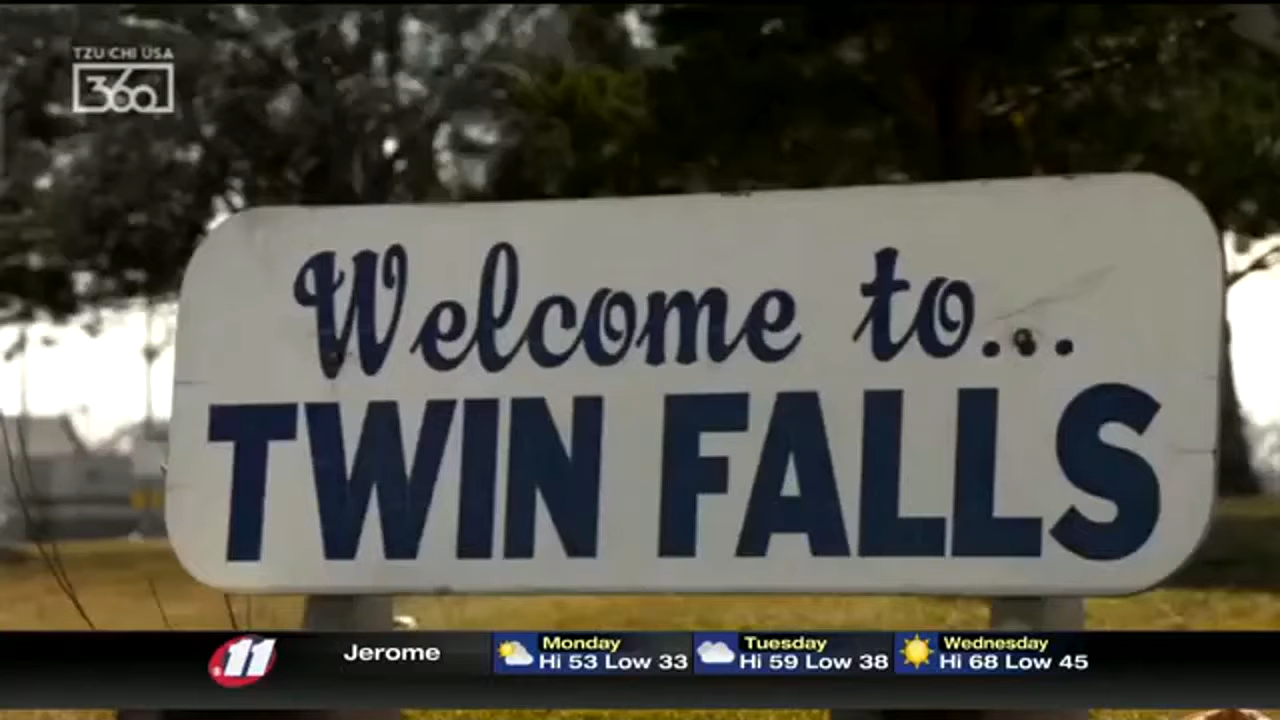 TZU CHI USA
360
Welcome to...
TWIN FALLS
11
Jerome
Monday
Hi 53 Low 33
Tuesday
Hi 59 Low 38
Wednesday
Hi 68 Low 45